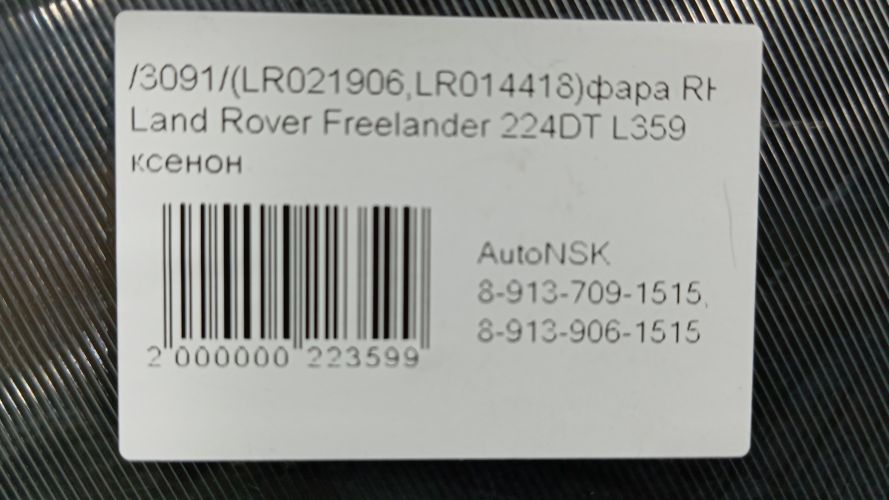 /3091/(LR021906,LR014418)фара RH
Land Rover Freelander 224DT L359
ксенон
AutoNSK
8-913-709-1515,
8-913-906-1515
2 000000 223599